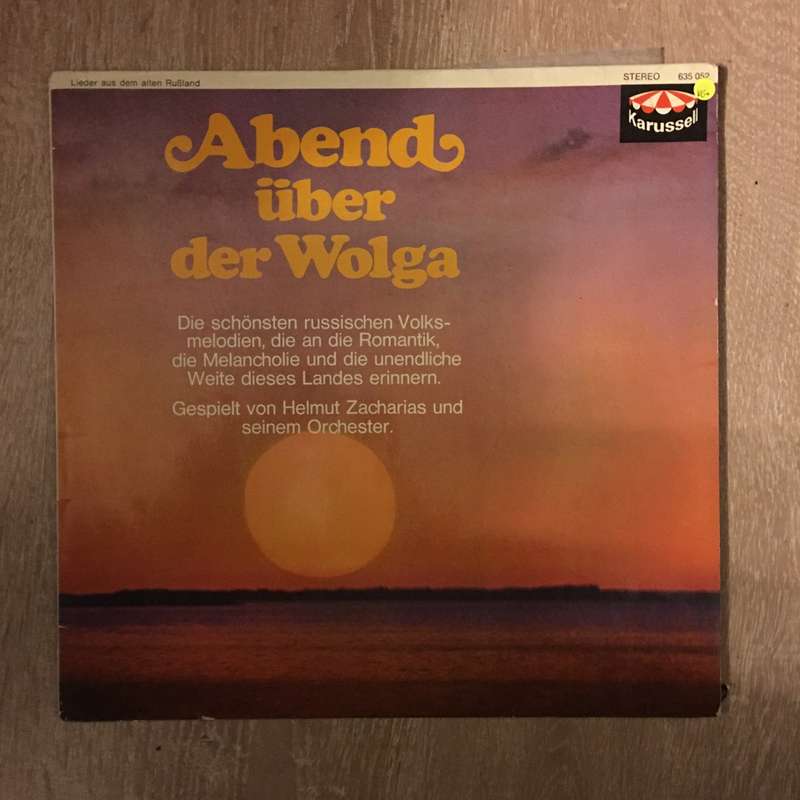 Lieder aus dem alten Rußland
STEREO 635 052
Karussell
VG+
Abend
über
der Wolga
Die schönsten russischen Volks-
melodien, die an die Romantik,
die Melancholie und die unendliche
Weite dieses Landes erinnern.
Gespielt von Helmut Zacharias und
seinem Orchester.